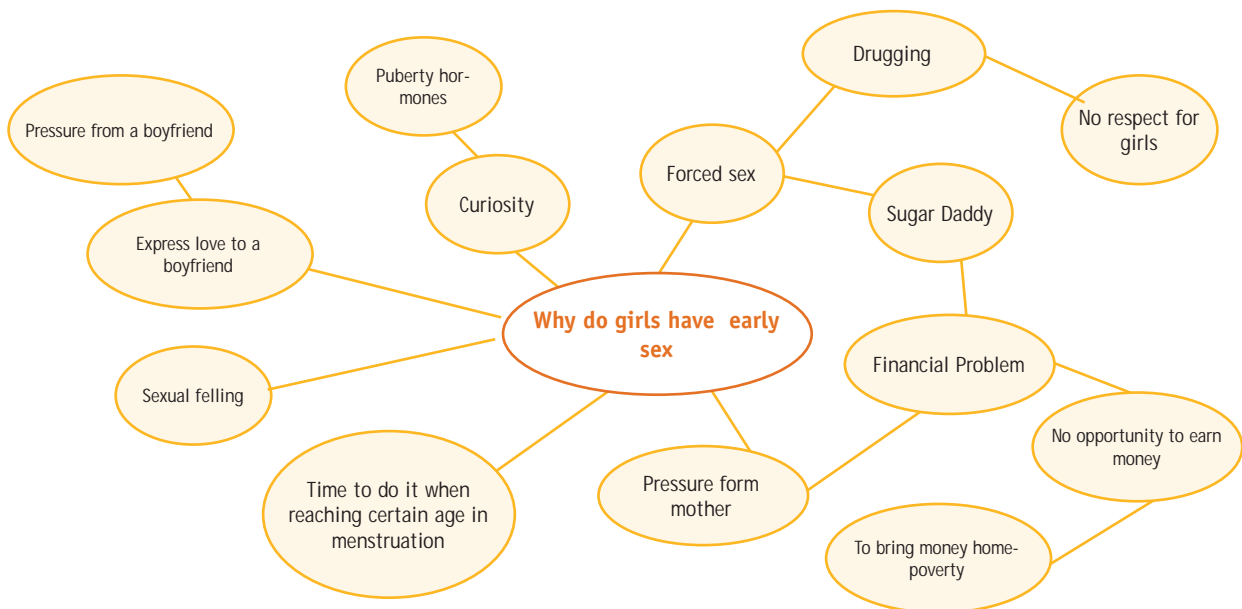 Drugging
Puberty hor-
mones
Pressure from a boyfriend
No respect for
girls
Forced sex
Curiosity
Sugar Daddy
Express love to a
boyfriend
Why do girls have  early
sex
Financial Problem
Sexual felling
No opportunity to earn
money
Pressure form
mother
Time to do it when
reaching certain age in
menstruation
To bring money home-
poverty